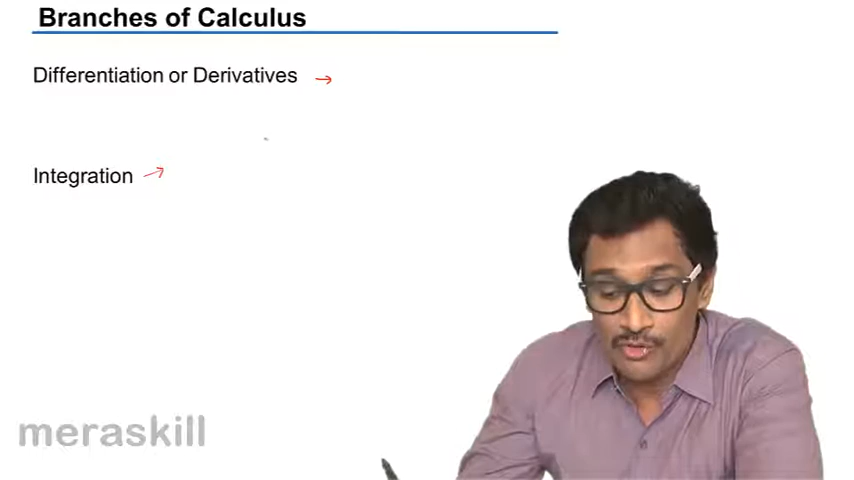 Branches of Calculus
Differentiation or Derivatives
Integration
meraskill